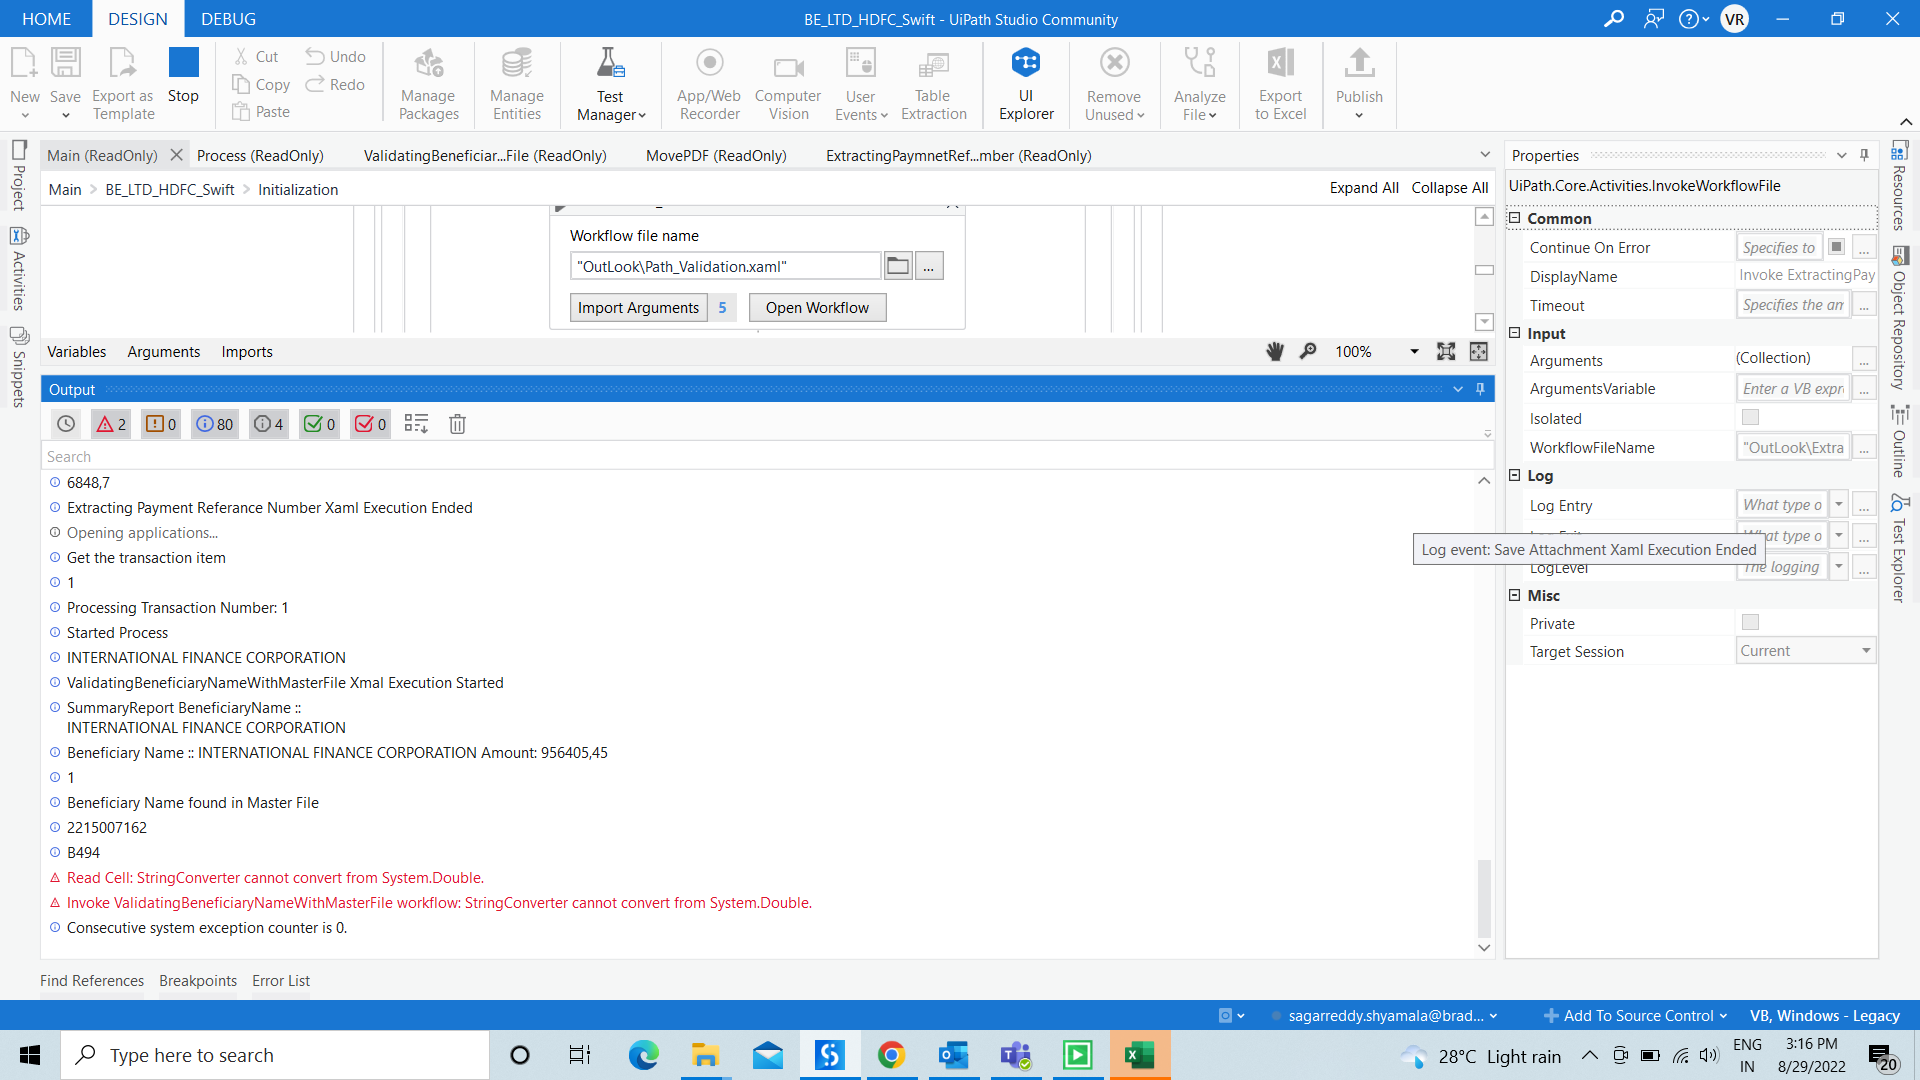 HOME DESIGN DEBUG
BE_LTD_HDFC_Swift - UiPath Studio Community
VR
New Save Export as Template Stop
Cut Copy Paste Undo Redo
Manage Packages
Manage Entities
Test Manager
App/Web Recorder
Computer Vision
User Events
Table Extraction
UI Explorer
Remove Unused
Analyze File
Export to Excel
Publish
Main (ReadOnly) Process (ReadOnly) ValidatingBeneficiar...File (ReadOnly) MovePDF (ReadOnly) ExtractingPaymnetRef...mber (ReadOnly)
Main > BE_LTD_HDFC_Swift > Initialization
Expand All Collapse All
Workflow file name
"OutLook\Path_Validation.xaml"
...
Import Arguments 5 Open Workflow
Variables Arguments Imports
100%
Output
2 0 80 4 0 0
Search
6848,7
Extracting Payment Referance Number Xaml Execution Ended
Opening applications...
Get the transaction item
1
Processing Transaction Number: 1
Started Process
INTERNATIONAL FINANCE CORPORATION
ValidatingBeneficiaryNameWithMasterFile Xmal Execution Started
SummaryReport BeneficiaryName ::
INTERNATIONAL FINANCE CORPORATION
Beneficiary Name :: INTERNATIONAL FINANCE CORPORATION Amount: 956405,45
1
Beneficiary Name found in Master File
2215007162
B494
Read Cell: StringConverter cannot convert from System.Double.
Invoke ValidatingBeneficiaryNameWithMasterFile workflow: StringConverter cannot convert from System.Double.
Consecutive system exception counter is 0.
Find References Breakpoints Error List
Project
Activities
Snippets
Properties
UiPath.Core.Activities.InvokeWorkflowFile
Common
Continue On Error Specifies to ...
DisplayName Invoke ExtractingPay
Timeout Specifies the am ...
Input
Arguments (Collection) ...
ArgumentsVariable Enter a VB expr ...
Isolated
WorkflowFileName "OutLook\Extra ...
Log
Log Entry What type o ...
What type o ...
Log event: Save Attachment Xaml Execution Ended
LogLevel The logging ...
Misc
Private
Target Session Current
Resources
Object Repository
Outline
Test Explorer
sagarreddy.shyamala@brad... Add To Source Control VB, Windows - Legacy
Type here to search
28°C Light rain
ENG
IN
3:16 PM
8/29/2022
20